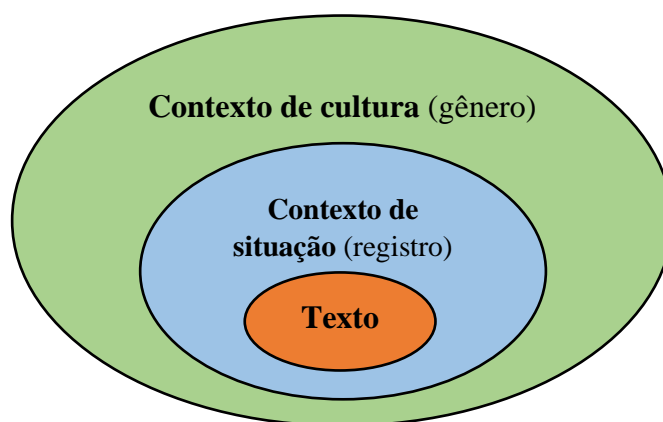 Contexto de cultura (gênero)
Contexto de
situação (registro)
Texto